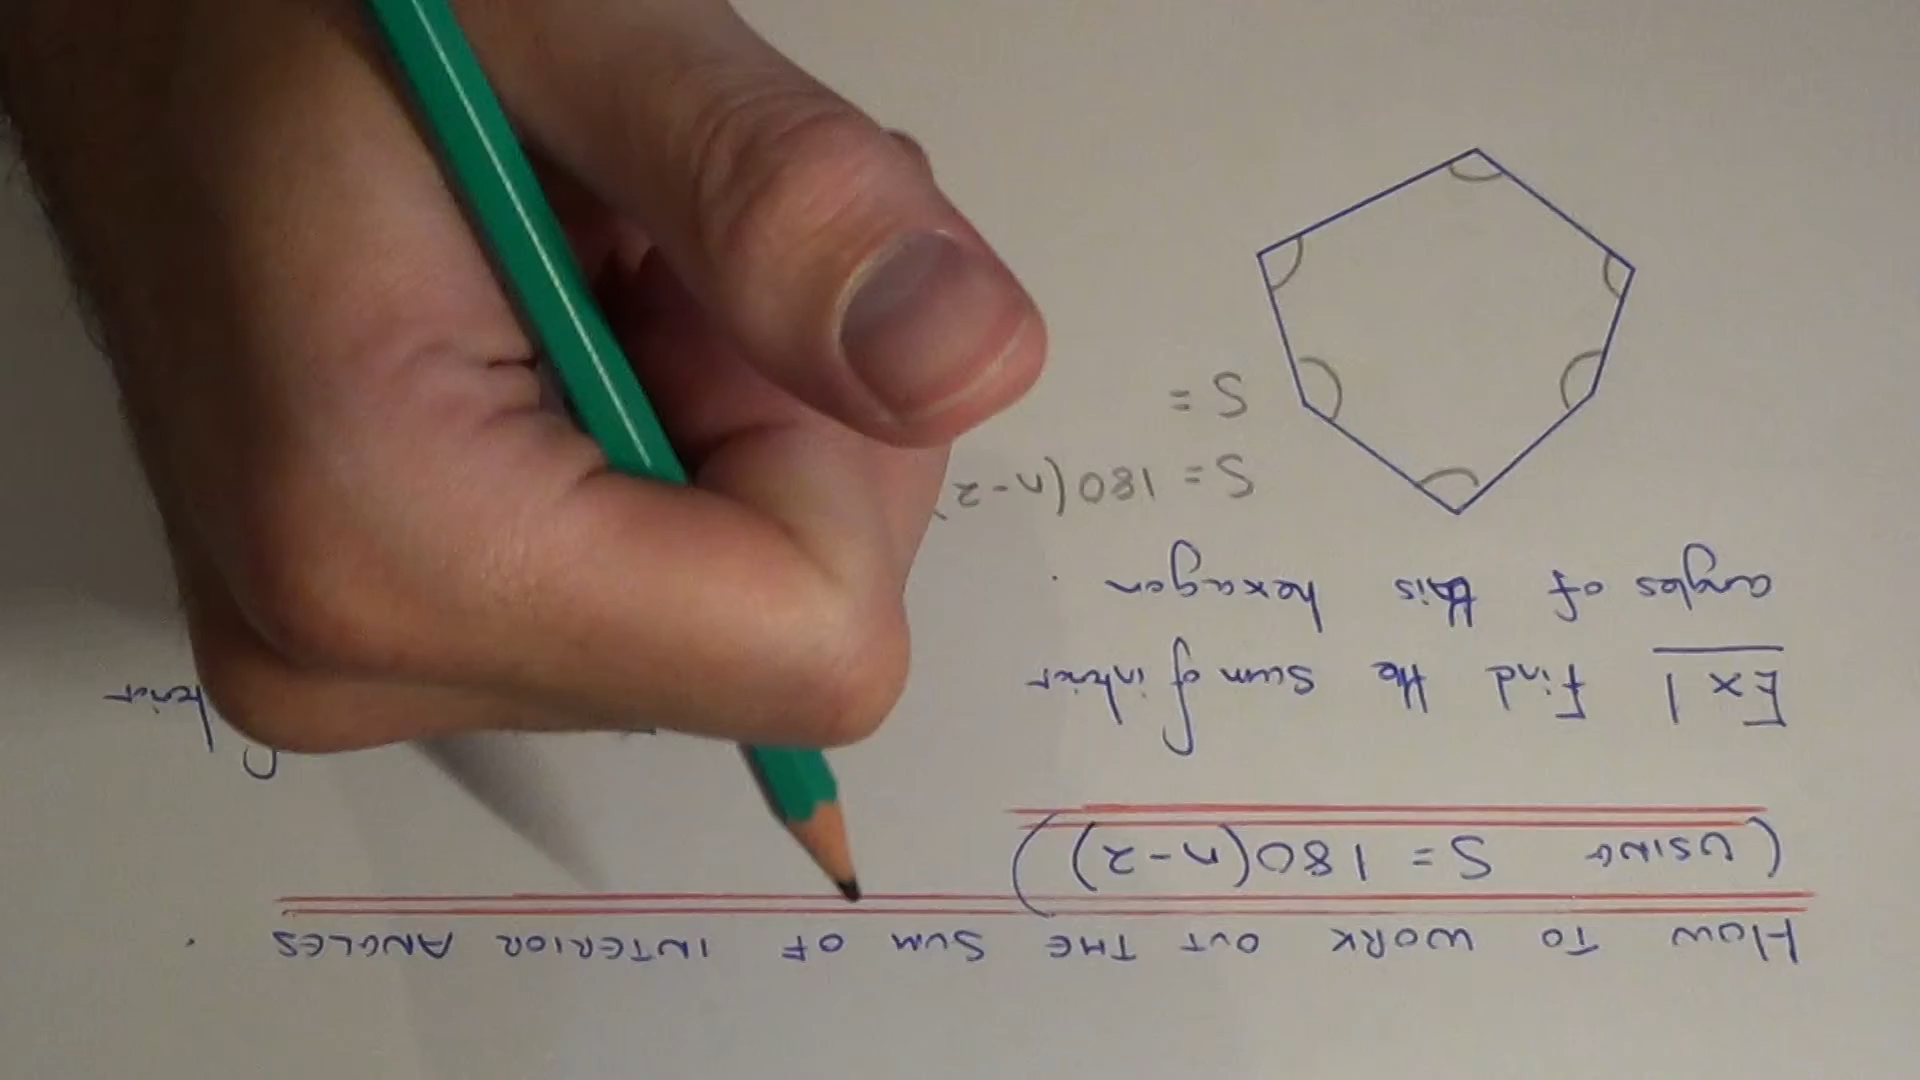 HOW TO WORK OUT THE SUM OF INTERIOR ANGLES.
(USING S = 180(n-2))
Ex 1 Find the sum of interior
angles of this hexagon.
S = 180(n-2)
S =